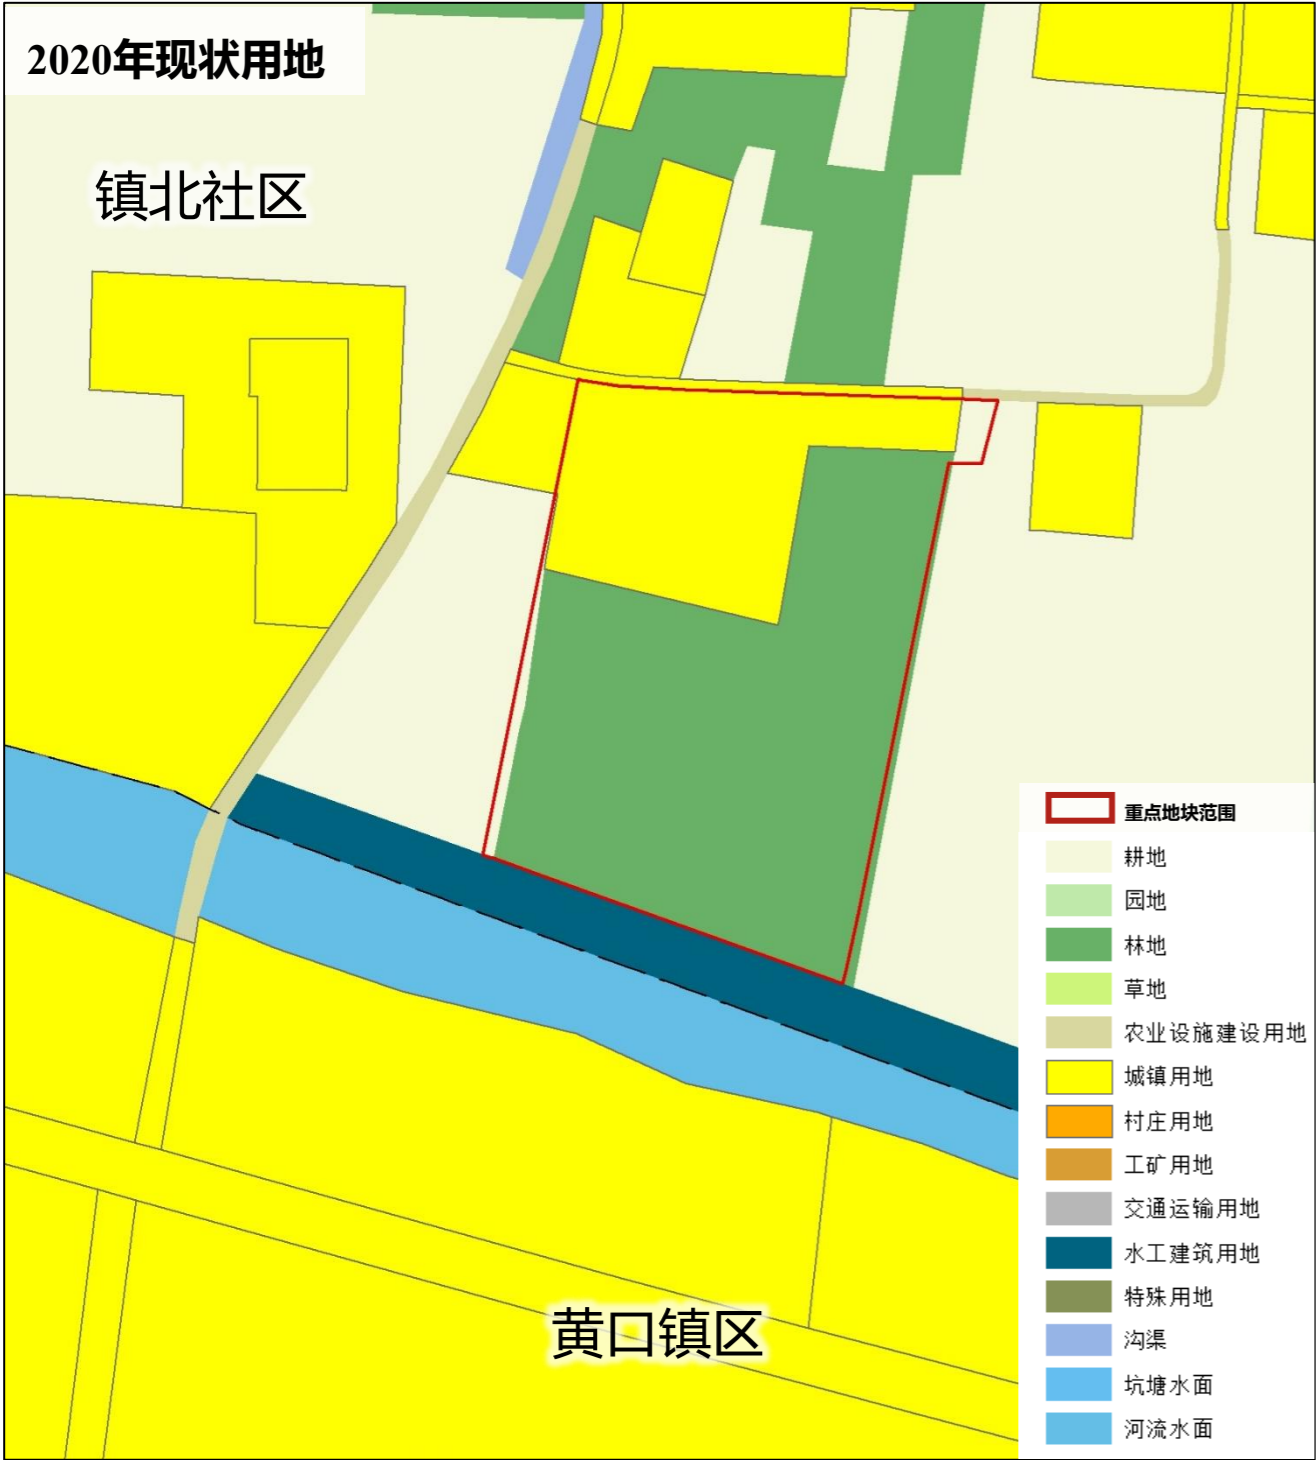 2020年现状用地
镇北社区
重点地块范围
耕地
园地
林地
草地
农业设施建设用地
城镇用地
村庄用地
工矿用地
交通运输用地
水工建筑用地
特殊用地
沟渠
坑塘水面
河流水面
黄口镇区